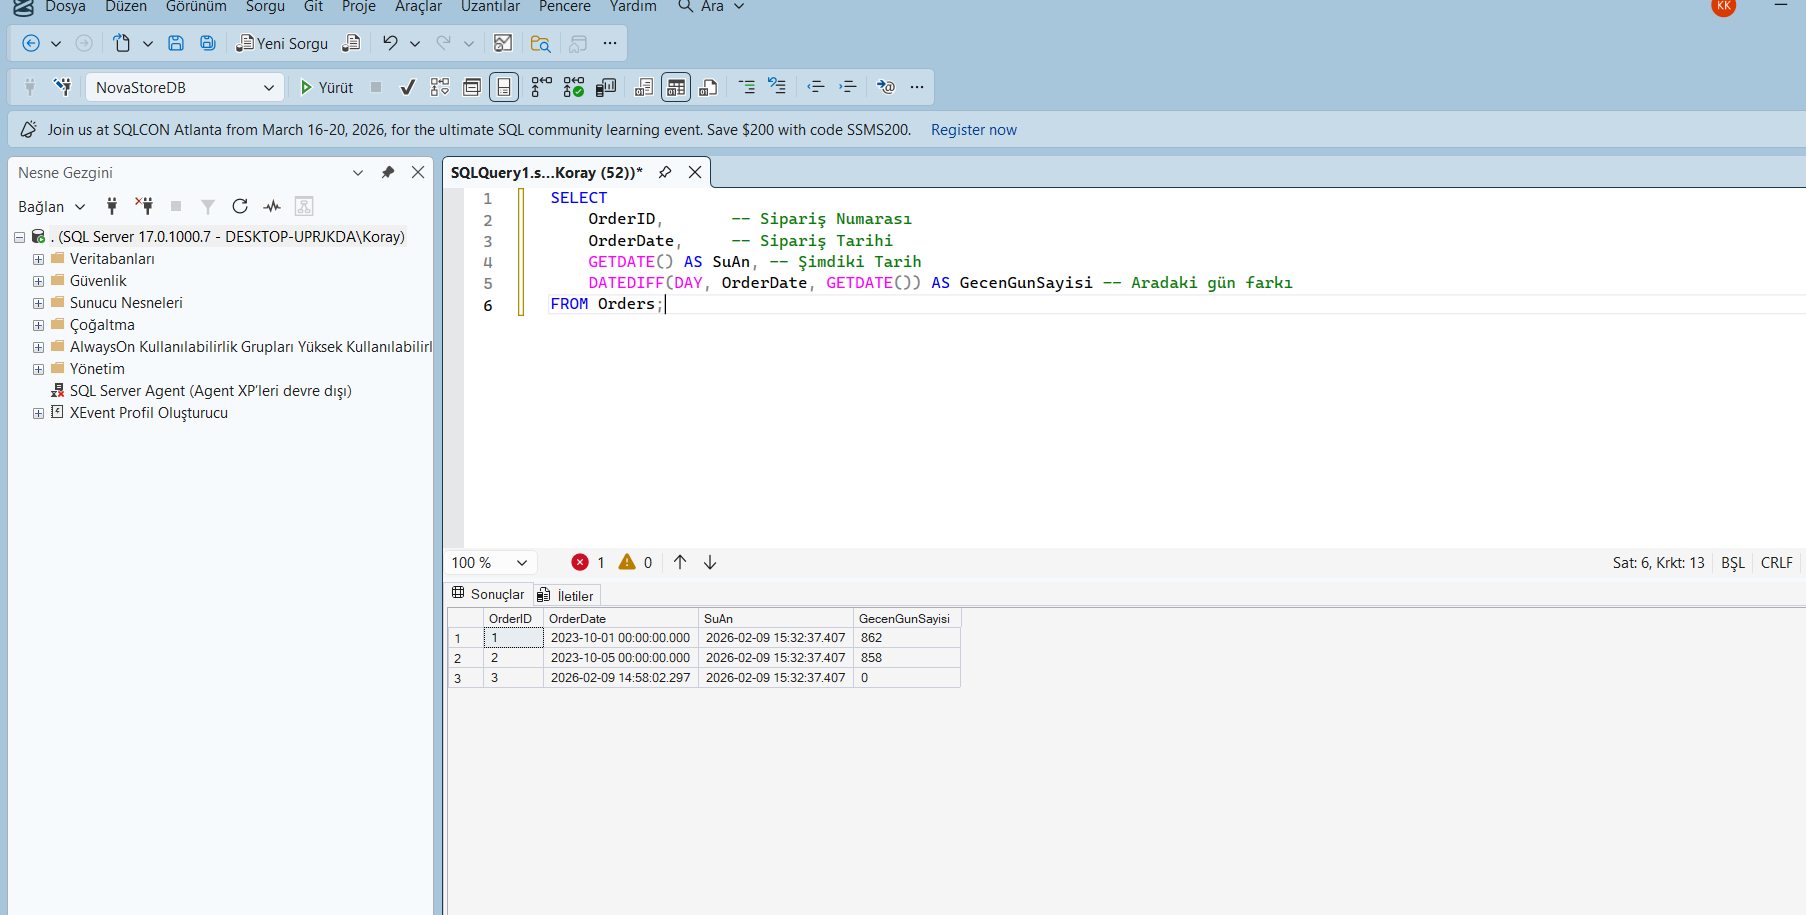 Dosya Düzen Görünüm Sorgu Git Proje Araçlar Uzantılar Pencere Yardım Ara KK
Yeni Sorgu
NovaStoreDB Yürüt
Join us at SQLCON Atlanta from March 16-20, 2026, for the ultimate SQL community learning event. Save $200 with code SSMS200. Register now
Nesne Gezgini
Bağlan
. (SQL Server 17.0.1000.7 - DESKTOP-UPRJKDA\Koray)
Veritabanları
Güvenlik
Sunucu Nesneleri
Çoğaltma
AlwaysOn Kullanılabilirlik Grupları Yüksek Kullanılabilirl
Yönetim
SQL Server Agent (Agent XP'leri devre dışı)
XEvent Profil Oluşturucu
SQLQuery1.s...Koray (52))*
1 SELECT
2 OrderID, -- Sipariş Numarası
3 OrderDate, -- Sipariş Tarihi
4 GETDATE() AS SuAn, -- Şimdiki Tarih
5 DATEDIFF(DAY, OrderDate, GETDATE()) AS GecenGunSayisi -- Aradaki gün farkı
6 FROM Orders;
100 % 1 0 Sat: 6, Krkt: 13 BŞL CRLF
Sonuçlar İletiler
OrderID OrderDate SuAn GecenGunSayisi
1 1 2023-10-01 00:00:00.000 2026-02-09 15:32:37.407 862
2 2 2023-10-05 00:00:00.000 2026-02-09 15:32:37.407 858
3 3 2026-02-09 14:58:02.297 2026-02-09 15:32:37.407 0